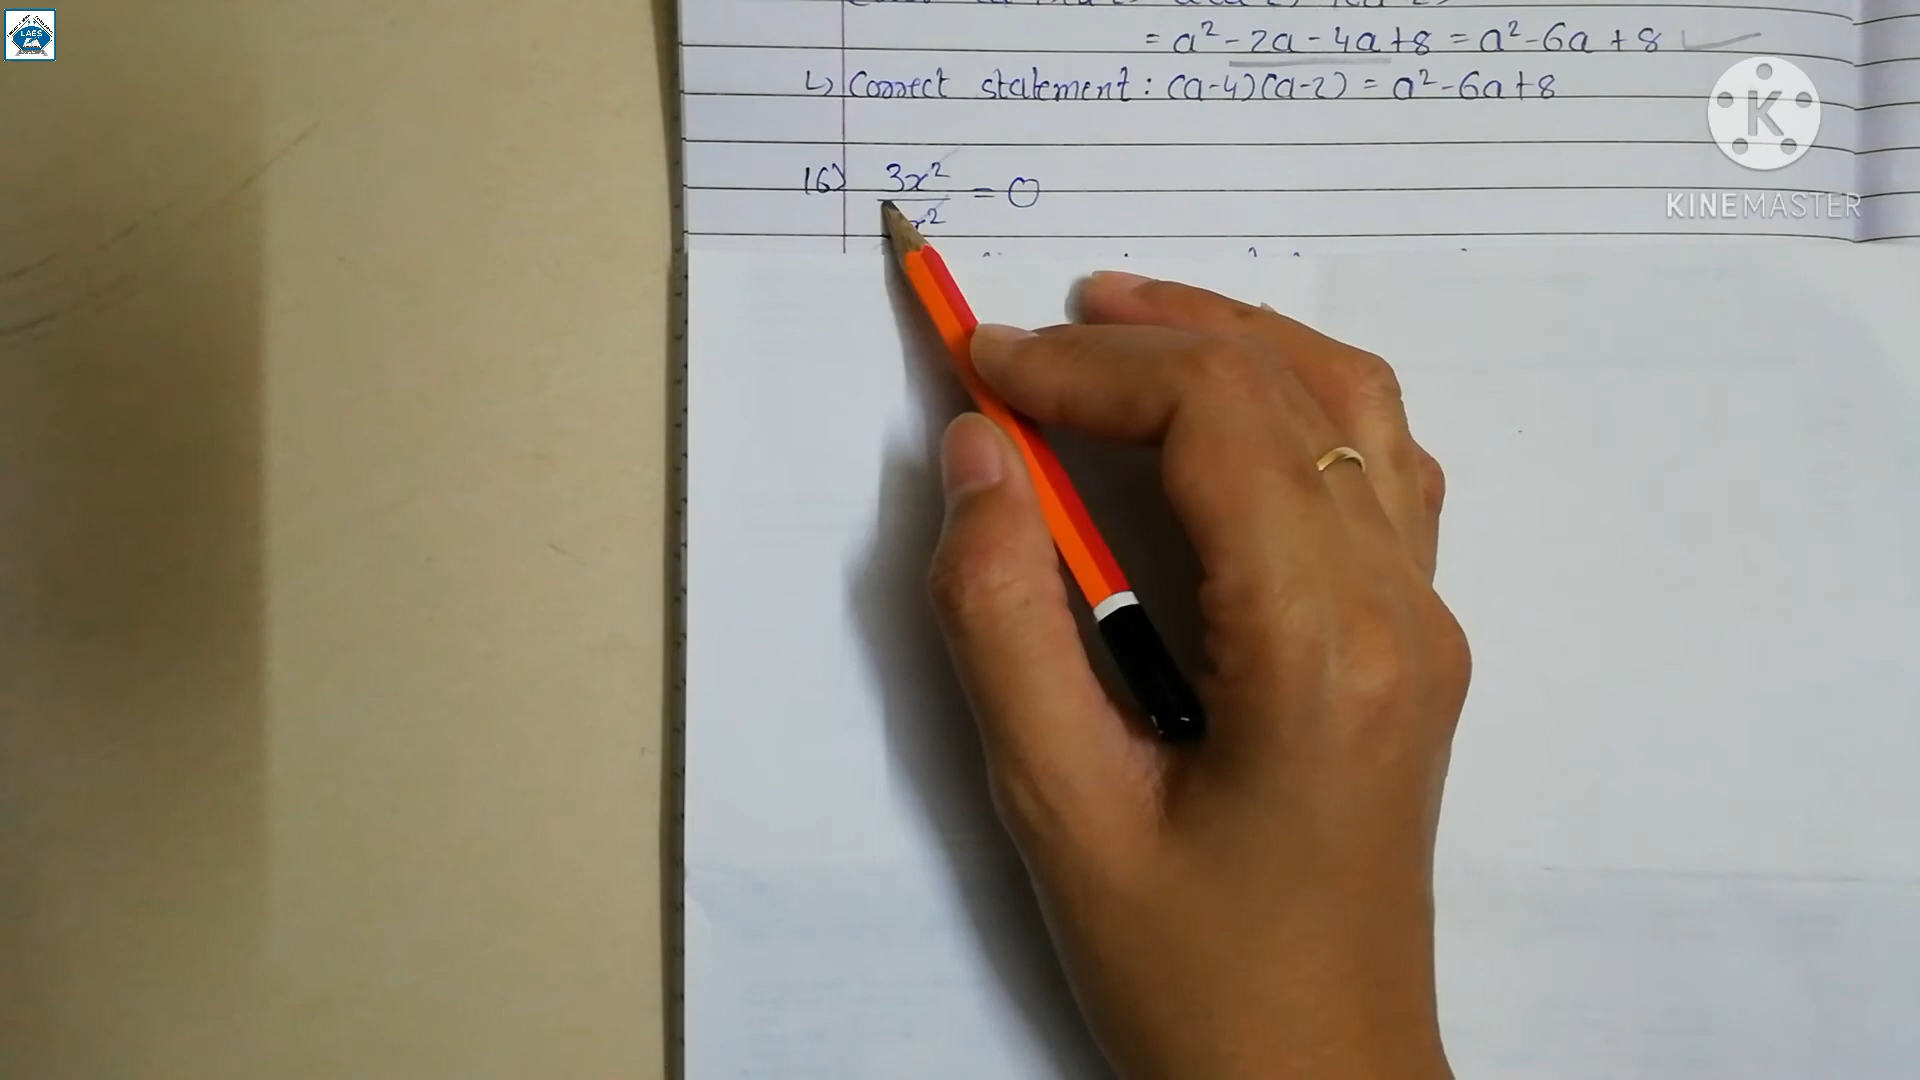 LAES
= a² - 2a - 4a + 8 = a² - 6a + 8
↳ Correct statement : (a-4)(a-2) = a² - 6a + 8
16) 3x²
x² = 0
K
KINEMASTER